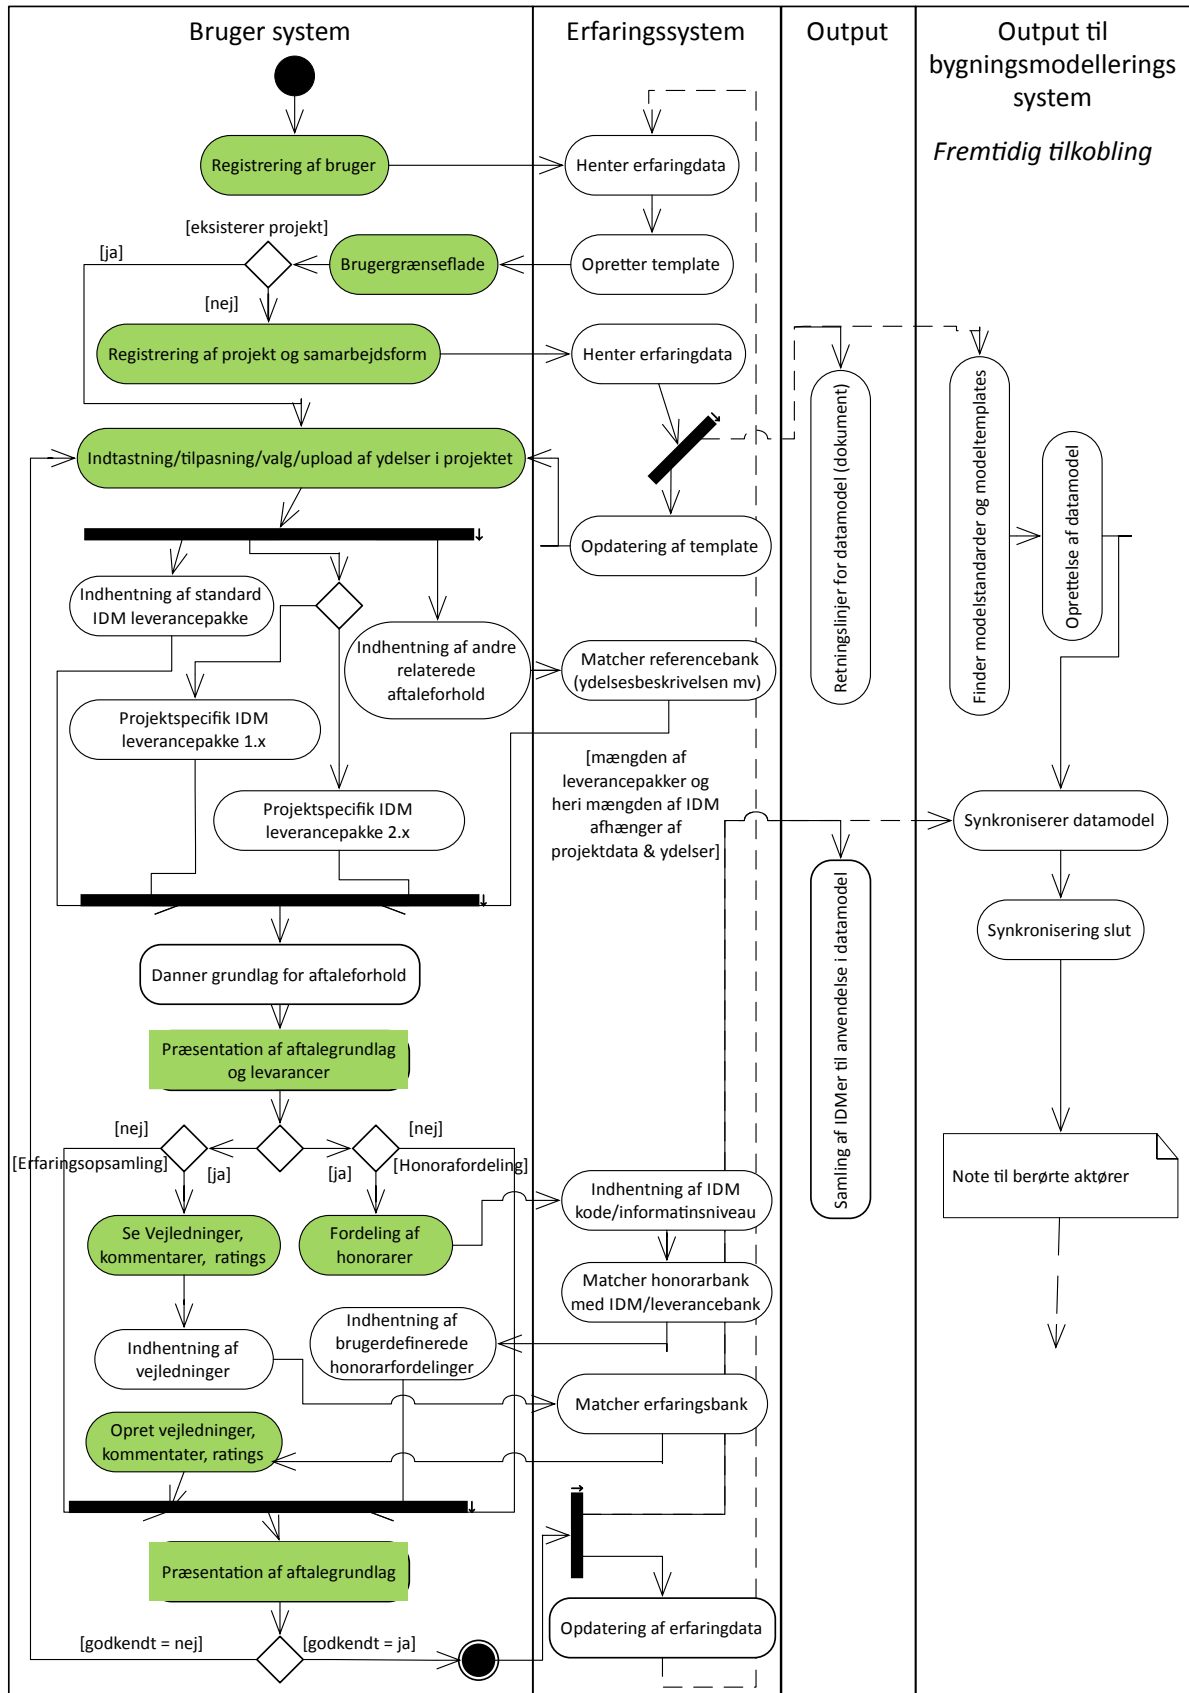 Bruger system
Erfaringssystem
Output
Output til
bygningsmodellerings
system
Fremtidig tilkobling
Registrering af bruger
Henter erfaringdata
[eksisterer projekt]
[ja]
Brugergrænseflade
Opretter template
[nej]
Registrering af projekt og samarbejdsform
Henter erfaringdata
Indtastning/tilpasning/valg/upload af ydelser i projektet
Opdatering af template
Retningslinjer for datamodel (dokument)
Finder modelstandarder og modeltemplates
Oprettelse af datamodel
Indhentning af standard
IDM leverancepakke
Indhentning af andre
relaterede
aftaleforhold
Matcher referencebank
(ydelsesbeskrivelsen mv)
Projektspecifik IDM
leverancepakke 1.x
[mængden af
leverancepakker og
heri mængden af IDM
afhænger af
projektdata & ydelser]
Projektspecifik IDM
leverancepakke 2.x
Synkroniserer datamodel
Samling af IDMer til anvendelse i datamodel
Synkronisering slut
Danner grundlag for aftaleforhold
Præsentation af aftalegrundlag
og levarancer
[nej]
[nej]
[Erfaringsopsamling]
[ja]
[ja]
[Honorafordeling]
Note til berørte aktører
Se Vejledninger,
kommentarer, ratings
Fordeling af
honorarer
Indhentning af IDM
kode/informatinsniveau
Matcher honorarbank
med IDM/leverancebank
Indhentning af
vejledninger
Indhentning af
brugerdefinerede
honorarfordelinger
Matcher erfaringsbank
Opret vejledninger,
kommentater, ratings
Præsentation af aftalegrundlag
Opdatering af erfaringdata
[godkendt = nej]
[godkendt = ja]